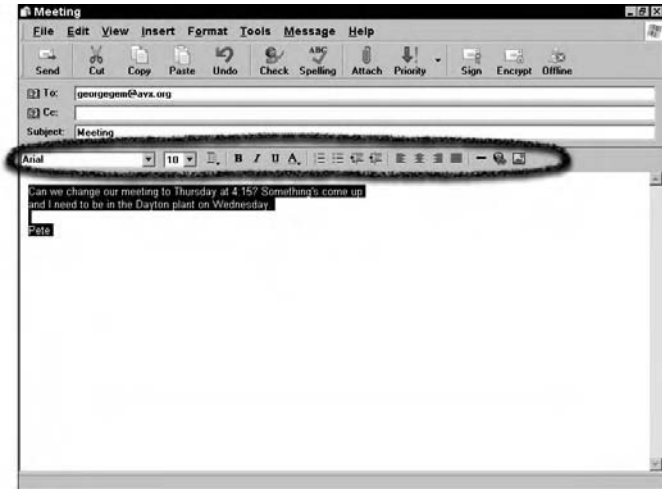 Meeting
File Edit View Insert Format Tools Message Help
ABC
Send Cut Copy Paste Undo Check Spelling Attach Priority Sign Encrypt Offline
To: georgegem@avx.org
Cc:
Subject: Meeting
Arial 10 B I U A
Can we change our meeting to Thursday at 4:15? Something's come up
and I need to be in the Dayton plant on Wednesday.
Pete